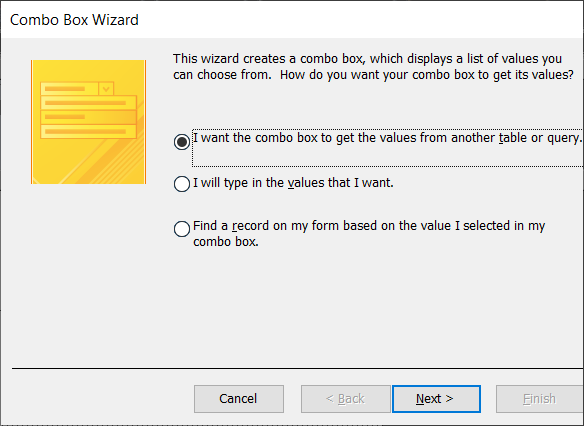 Combo Box Wizard
This wizard creates a combo box, which displays a list of values you
can choose from.  How do you want your combo box to get its values?
I want the combo box to get the values from another table or query.
I will type in the values that I want.
Find a record on my form based on the value I selected in my
combo box.
Cancel
< Back
Next >
Finish